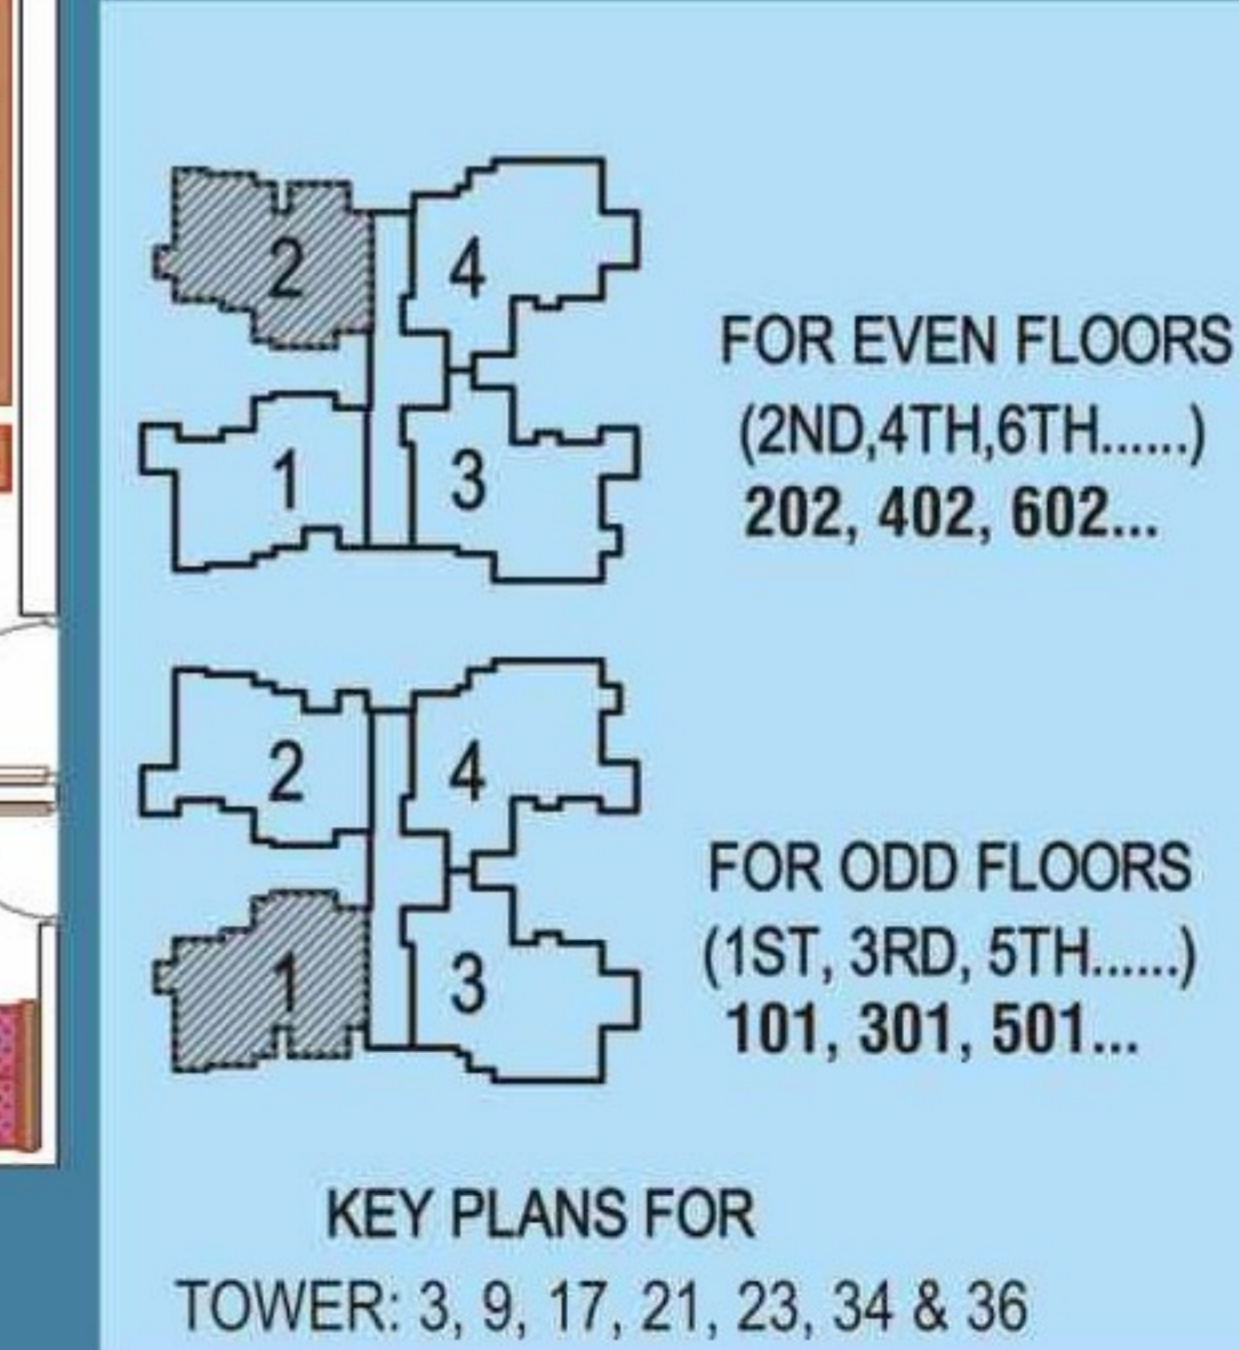 2 4
FOR EVEN FLOORS
(2ND,4TH,6TH......)
1 3
202, 402, 602...
2 4
FOR ODD FLOORS
(1ST, 3RD, 5TH......)
1 3
101, 301, 501...
KEY PLANS FOR
TOWER: 3, 9, 17, 21, 23, 34 & 36